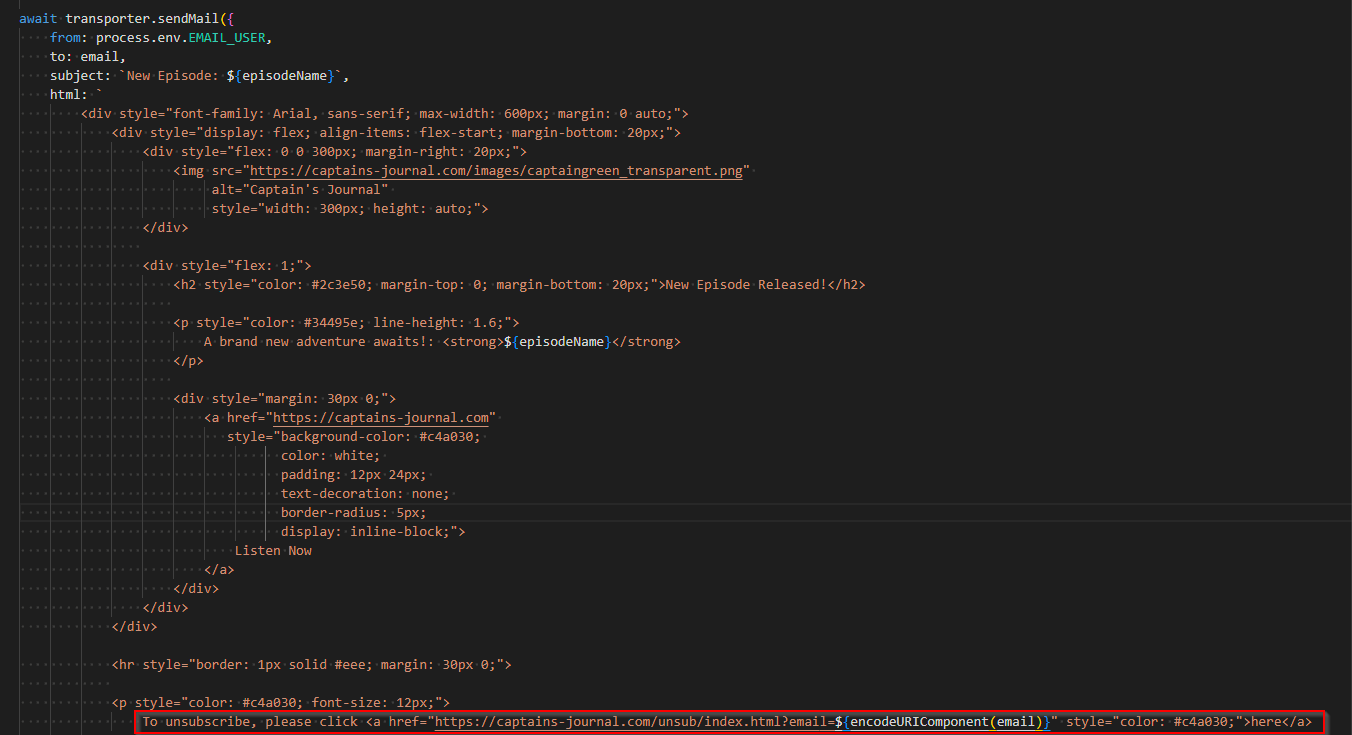 await transporter.sendMail({
from: process.env.EMAIL_USER,
to: email,
subject: `New Episode: ${episodeName}`,
html: `
<div style="font-family: Arial, sans-serif; max-width: 600px; margin: 0 auto;">
<div style="display: flex; align-items: flex-start; margin-bottom: 20px;">
<div style="flex: 0 0 300px; margin-right: 20px;">
<img src="https://captains-journal.com/images/captaingreen_transparent.png"
alt="Captain's Journal"
style="width: 300px; height: auto;">
</div>
<div style="flex: 1;">
<h2 style="color: #2c3e50; margin-top: 0; margin-bottom: 20px;">New Episode Released!</h2>
<p style="color: #34495e; line-height: 1.6;">
A brand new adventure awaits!: <strong>${episodeName}</strong>
</p>
<div style="margin: 30px 0;">
<a href="https://captains-journal.com"
style="background-color: #c4a030;
color: white;
padding: 12px 24px;
text-decoration: none;
border-radius: 5px;
display: inline-block;">
Listen Now
</a>
</div>
</div>
</div>
<hr style="border: 1px solid #eee; margin: 30px 0;">
<p style="color: #c4a030; font-size: 12px;">
To unsubscribe, please click <a href="https://captains-journal.com/unsub/index.html?email=${encodeURIComponent(email)}" style="color: #c4a030;">here</a>